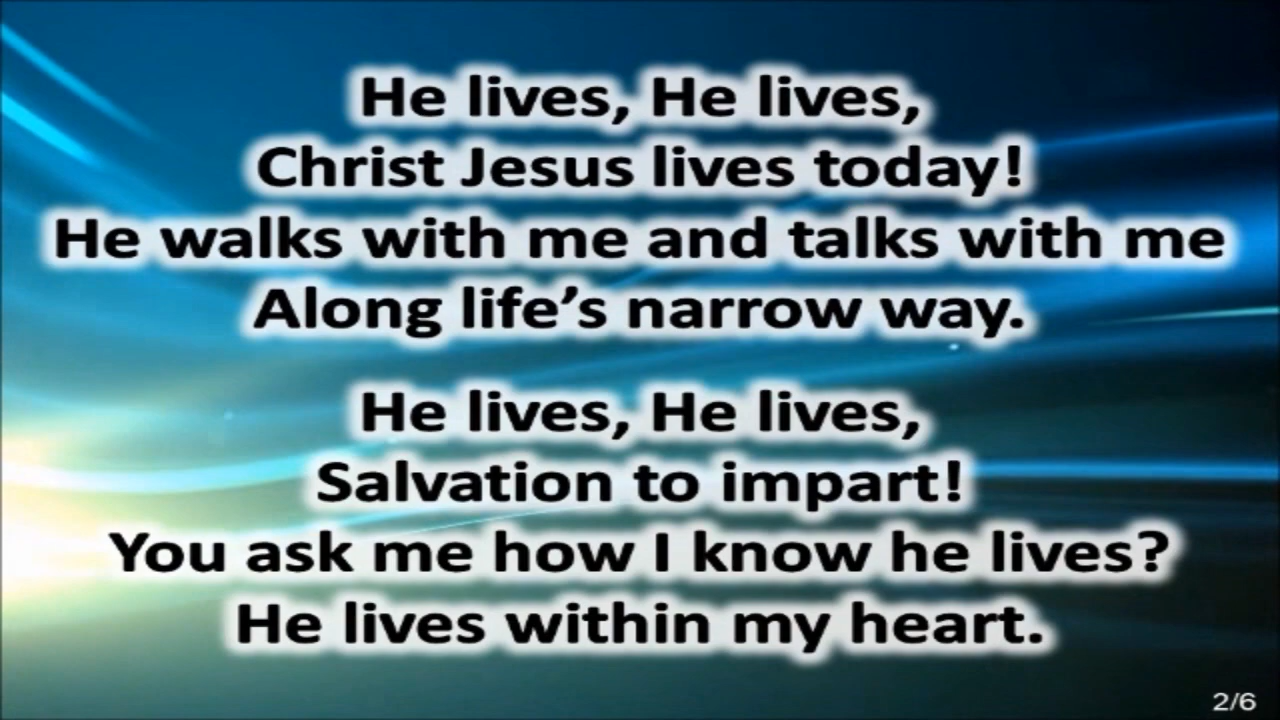 He lives, He lives,
Christ Jesus lives today!
He walks with me and talks with me
Along life’s narrow way.
He lives, He lives,
Salvation to impart!
You ask me how I know he lives?
He lives within my heart.
2/6